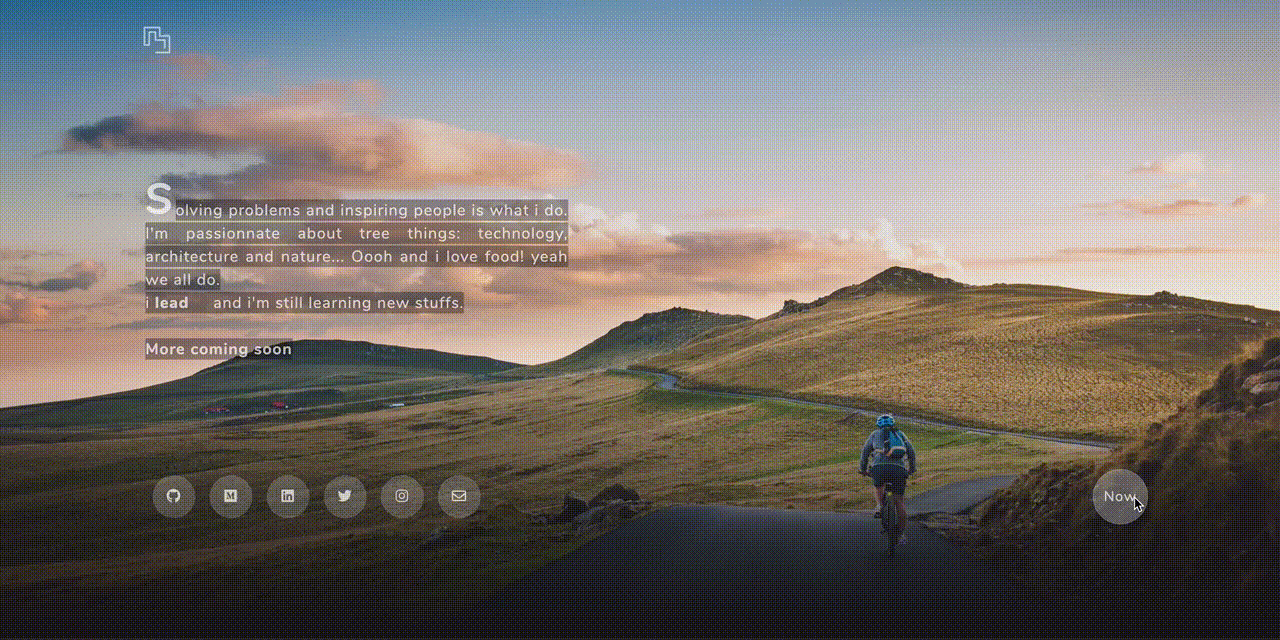 Solving problems and inspiring people is what i do.
I'm passionnate about tree things: technology,
architecture and nature... Oooh and i love food! yeah
we all do.
i lead and i'm still learning new stuffs.
More coming soon
Now